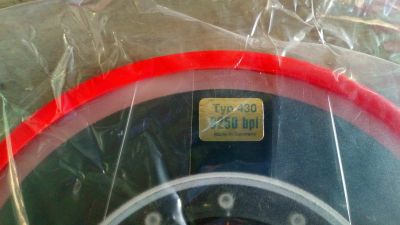 Typ 430
6250 bpi
Made in Germany